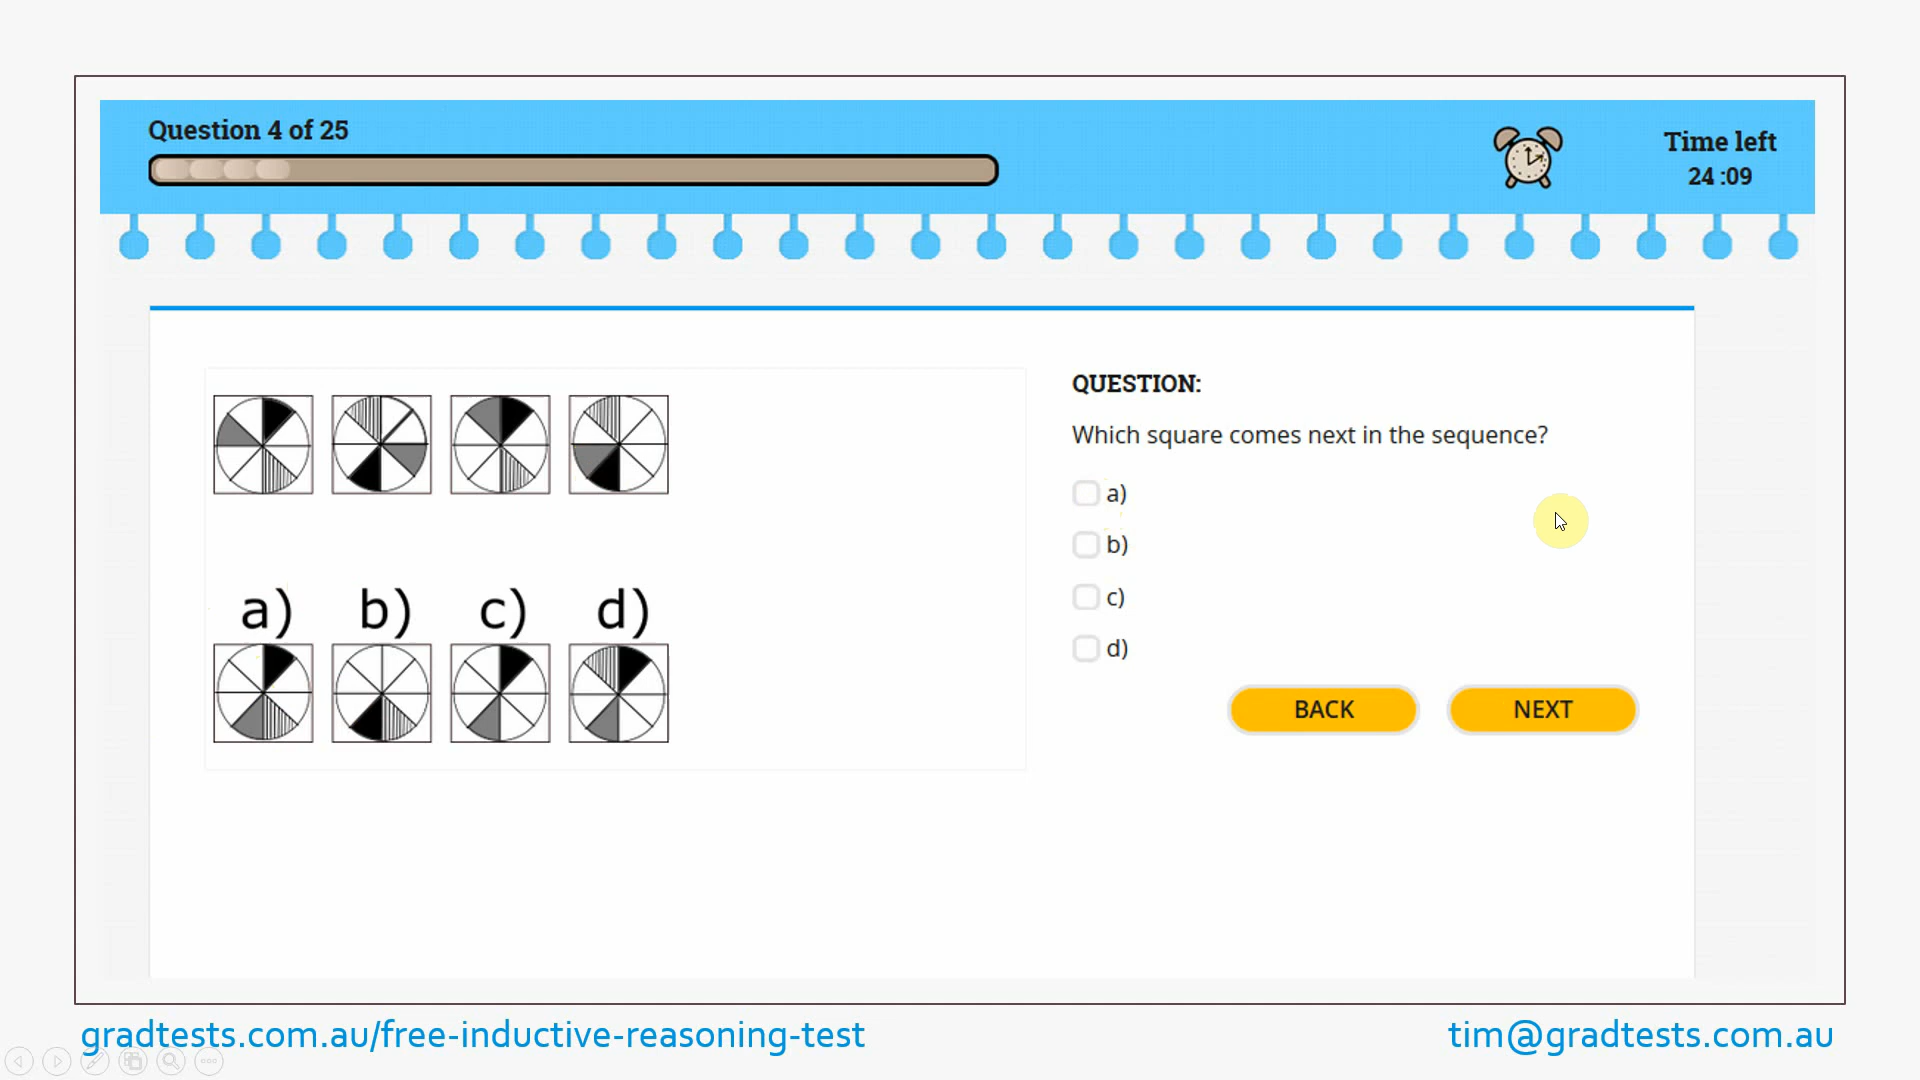 Question 4 of 25
Time left
24 :09
QUESTION:
Which square comes next in the sequence?
a)
b)
c)
d)
a) b) c) d)
BACK
NEXT
gradtests.com.au/free-inductive-reasoning-test
tim@gradtests.com.au